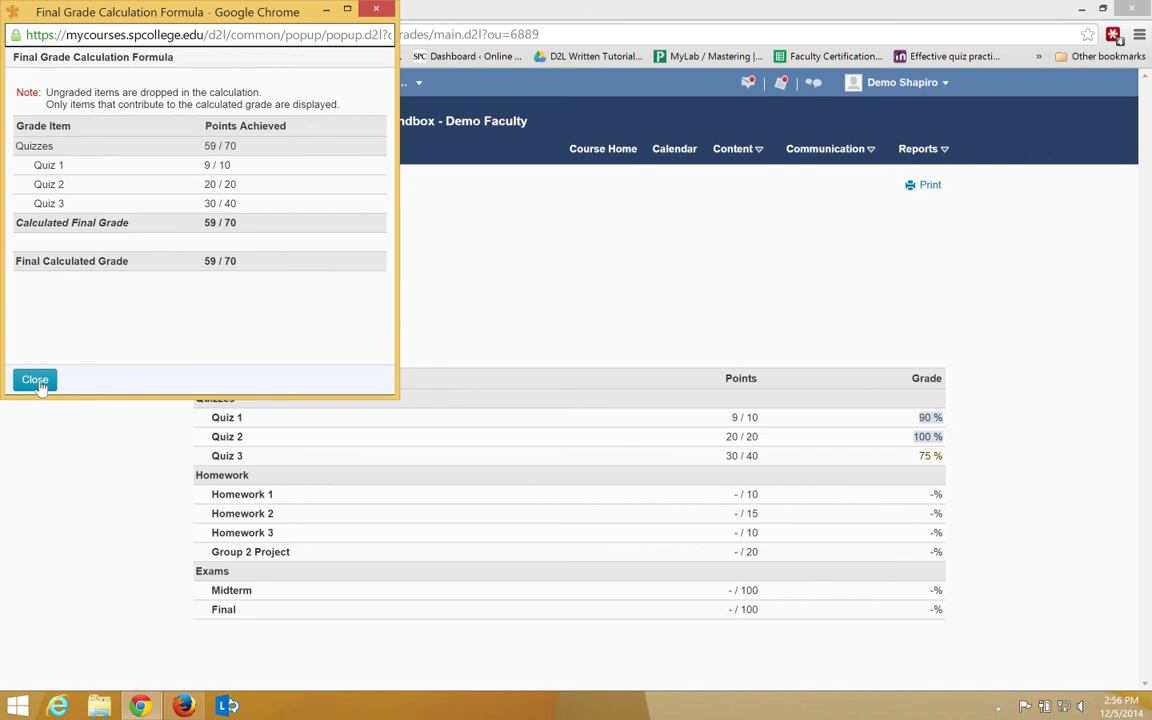 Final Grade Calculation Formula - Google Chrome
https://mycourses.spcollege.edu/d2l/common/popup/popup.d2l?
rades/main.d2l?ou=6889
Final Grade Calculation Formula
Dashboard ‹ Online ...
D2L Written Tutorial...
MyLab / Mastering |...
Faculty Certification...
Effective quiz practi...
»
Other bookmarks
Demo Shapiro
ndbox - Demo Faculty
Course Home
Calendar
Content
Communication
Reports
Print
Note: Ungraded items are dropped in the calculation.
Only items that contribute to the calculated grade are displayed.
Grade Item Points Achieved
Quizzes 59 / 70
Quiz 1 9 / 10
Quiz 2 20 / 20
Quiz 3 30 / 40
Calculated Final Grade 59 / 70
Final Calculated Grade 59 / 70
Close
Points Grade
Quizzes
Quiz 1 9 / 10 90 %
Quiz 2 20 / 20 100 %
Quiz 3 30 / 40 75 %
Homework
Homework 1 - / 10 -%
Homework 2 - / 15 -%
Homework 3 - / 10 -%
Group 2 Project - / 20 -%
Exams
Midterm - / 100 -%
Final - / 100 -%
2:56 PM
12/5/2014